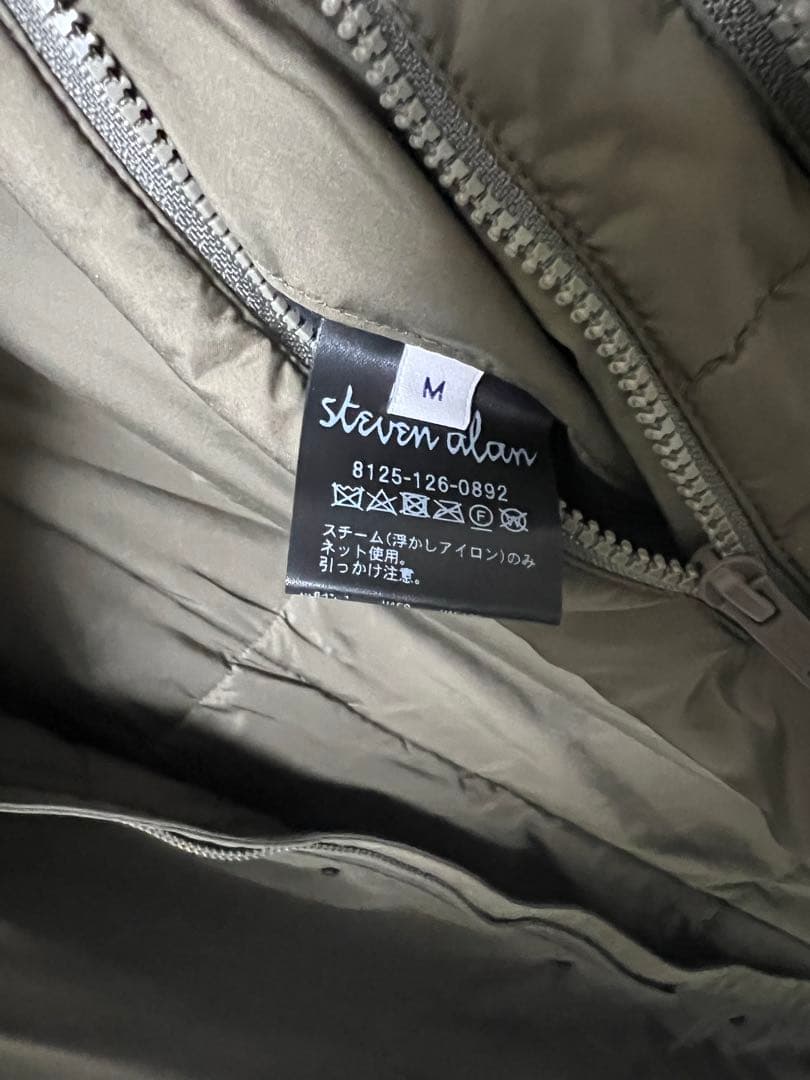 M
steven alan
8125-126-0892
F
W
スチーム(浮かしアイロン)のみ
ネット使用。
引っかけ注意。